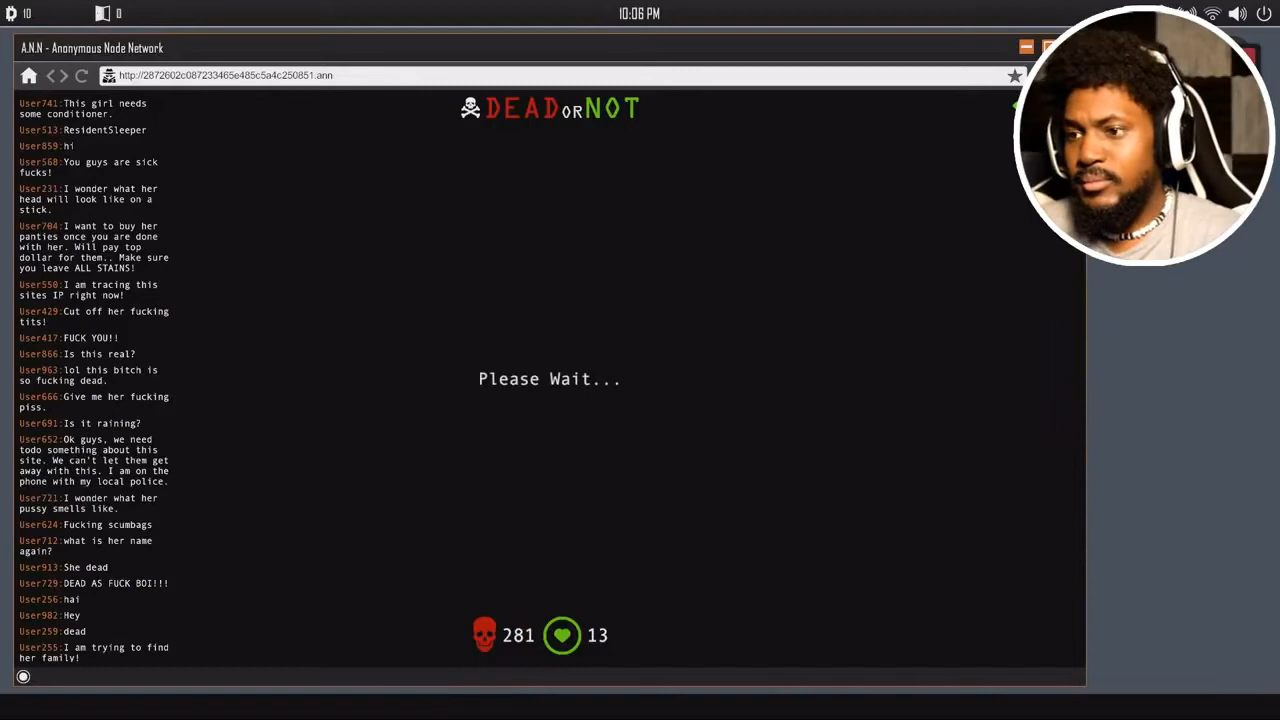 10
0
10:06 PM
A.N.N - Anonymous Node Network
http://2872602c087233465e485c5a4c250851.ann
DEADorNOT
User741:This girl needs
some conditioner.
User513:ResidentSleeper
User859:hi
User560:You guys are sick
fucks!
User231:I wonder what her
head will look like on a
stick.
User704:I want to buy her
panties once you are done
with her. Will pay top
dollar for them.. Make sure
you leave ALL STAINS!
User550:I am tracing this
sites IP right now!
User429:Cut off her fucking
tits!
User417:FUCK YOU!!
User866:Is this real?
User963:lol this bitch is
so fucking dead.
User666:Give me her fucking
piss.
User691:Is it raining?
User652:Ok guys, we need
todo something about this
site. We can't let them get
away with this. I am on the
phone with my local police.
User721:I wonder what her
pussy smells like.
User624:Fucking scumbags
User712:what is her name
again?
User913:She dead
User729:DEAD AS FUCK BOI!!!
User256:hai
User982:Hey
User259:dead
User255:I am trying to find
her family!
Please Wait...
281
13